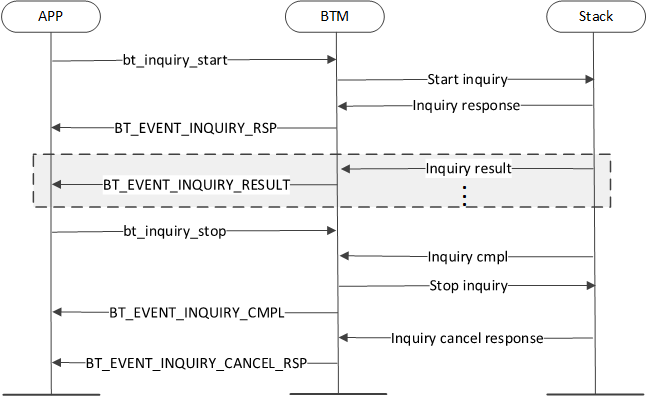 APP
BTM
Stack
bt_inquiry_start
Start inquiry
Inquiry response
BT_EVENT_INQUIRY_RSP
Inquiry result
BT_EVENT_INQUIRY_RESULT
bt_inquiry_stop
Inquiry cmpl
Stop inquiry
BT_EVENT_INQUIRY_CMPL
Inquiry cancel response
BT_EVENT_INQUIRY_CANCEL_RSP